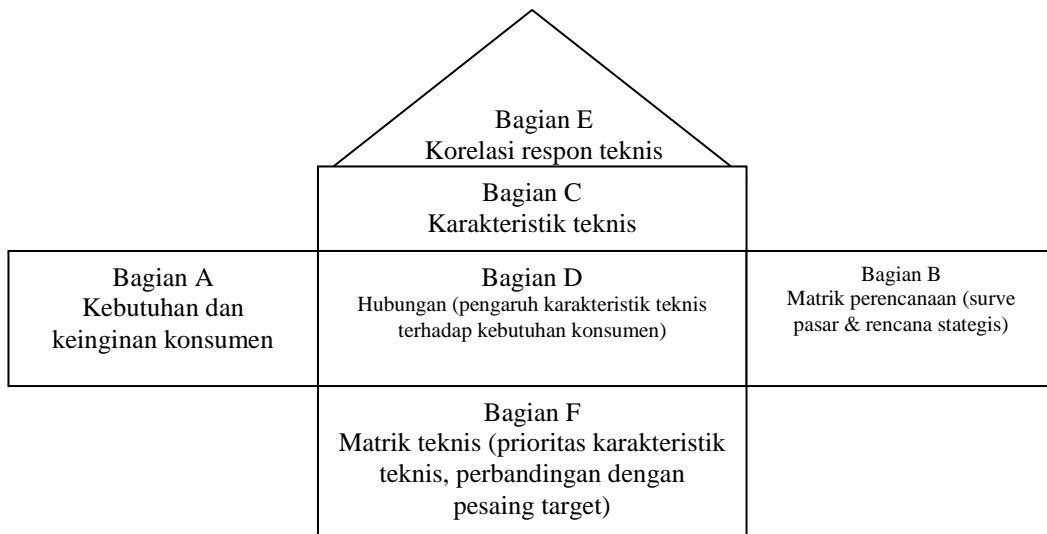 Bagian E
Korelasi respon teknis
Bagian C
Karakteristik teknis
Bagian A
Kebutuhan dan
keinginan konsumen
Bagian D
Hubungan (pengaruh karakteristik teknis
terhadap kebutuhan konsumen)
Bagian B
Matrik perencanaan (surve
pasar & rencana stategis)
Bagian F
Matrik teknis (prioritas karakteristik
teknis, perbandingan dengan
pesaing target)